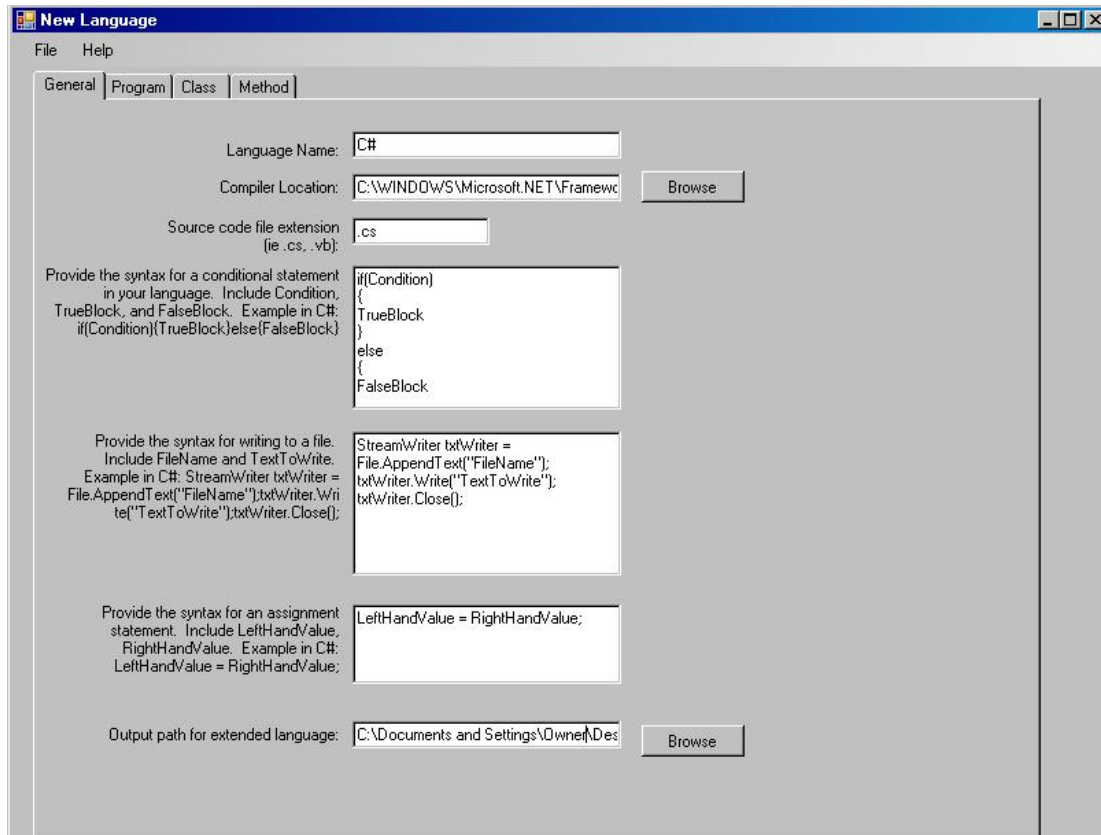 New Language
File Help
General Program Class Method
Language Name:
C#
Compiler Location:
C:\WINDOWS\Microsoft.NET\Framewo
Browse
Source code file extension
(ie .cs, .vb):
.cs
Provide the syntax for a conditional statement
in your language. Include Condition,
TrueBlock, and FalseBlock. Example in C#:
if(Condition){TrueBlock}else{FalseBlock}
if(Condition)
{
TrueBlock
}
else
{
FalseBlock
Provide the syntax for writing to a file.
Include FileName and TextToWrite.
Example in C#: StreamWriter txtWriter =
File.AppendText("FileName");txtWriter.Wri
te("TextToWrite");txtWriter.Close();
StreamWriter txtWriter =
File.AppendText("FileName");
txtWriter.Write("TextToWrite");
txtWriter.Close();
Provide the syntax for an assignment
statement. Include LeftHandValue,
RightHandValue. Example in C#:
LeftHandValue = RightHandValue;
LeftHandValue = RightHandValue;
Output path for extended language:
C:\Documents and Settings\Owner\Des
Browse